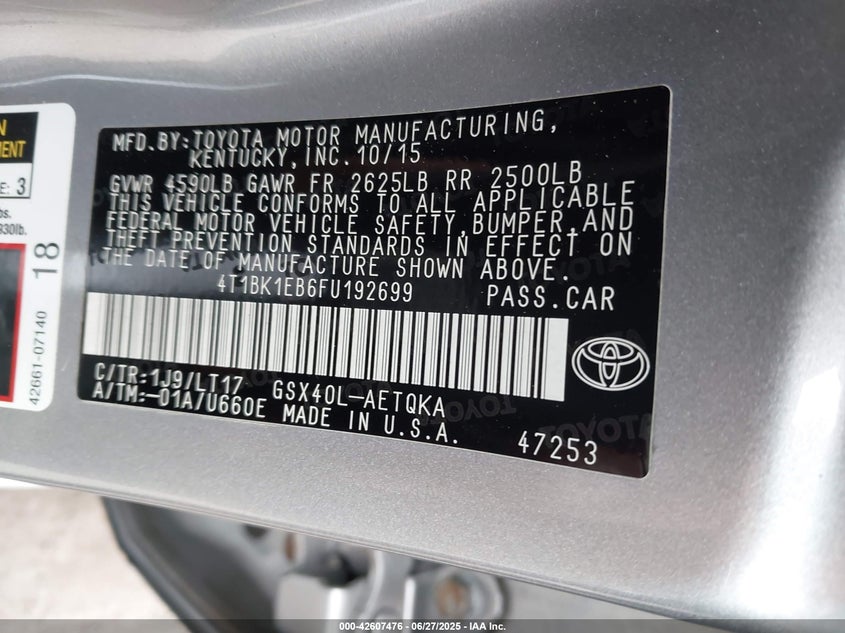 MFD.BY:TOYOTA MOTOR MANUFACTURING,
KENTUCKY,INC.10/15
GVWR 4590LB GAWR FR 2625LB RR 2500LB
THIS VEHICLE CONFORMS TO ALL APPLICABLE
FEDERAL MOTOR VEHICLE SAFETY,BUMPER,AND
THEFT PREVENTION STANDARDS IN EFFECT ON
THE DATE OF MANUFACTURE SHOWN ABOVE.
4T1BK1EB6FU192699 PASS.CAR
C/TR:1J9/LT17 GSX40L-AETQKA
A/TM:-01A/U660E MADE IN U.S.A.
47253
3
930lb.
42661-07140 18
000-42607476 | 06/27/2025 - IAA Inc.